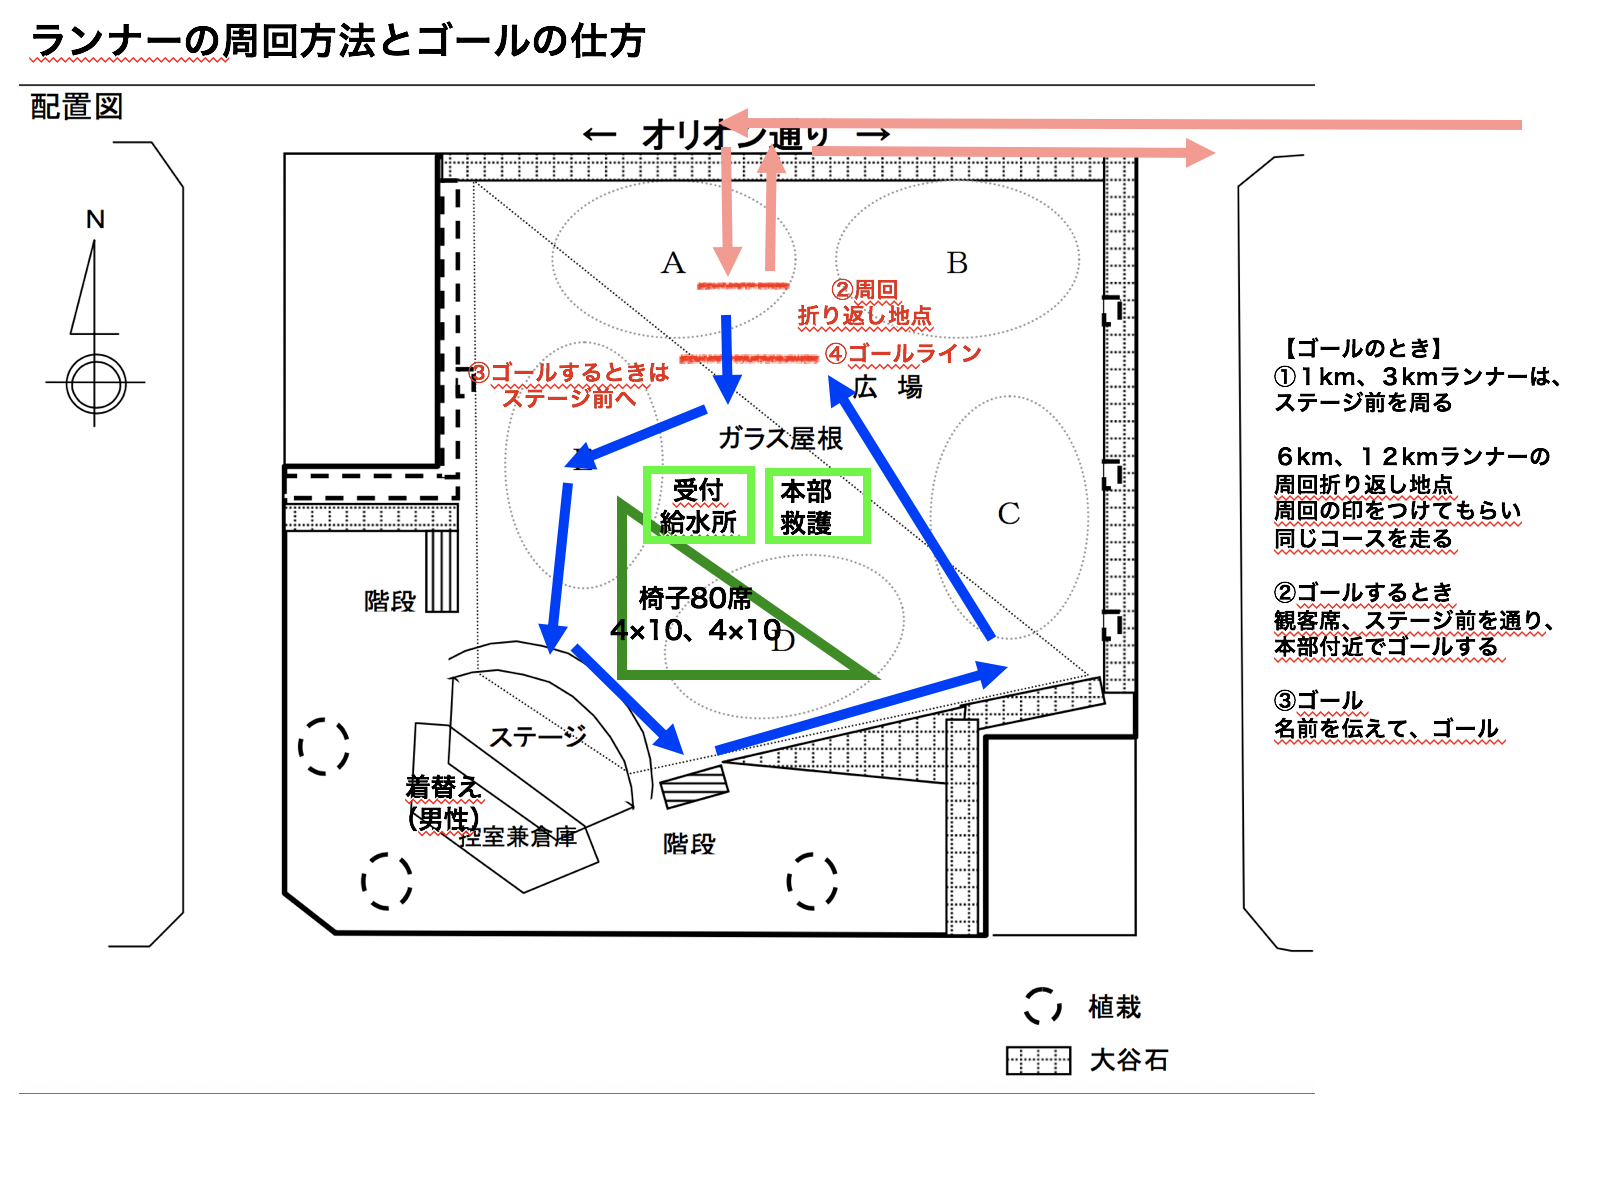 ランナーの周回方法とゴールの仕方
配置図
← オリオン通り →
N
A
B
②周回
折り返し地点
④ゴールライン
③ゴールするときは
ステージ前へ
広 場
ガラス屋根
受付
給水所
本部
救護
C
階段
椅子80席
4×10、4×10
D
ステージ
着替え
（男性）
控室兼倉庫
階段
【ゴールのとき】
①１km、３kmランナーは、
ステージ前を周る
６km、１２kmランナーの
周回折り返し地点
周回の印をつけてもらい
同じコースを走る
②ゴールするとき
観客席、ステージ前を通り、
本部付近でゴールする
③ゴール
名前を伝えて、ゴール
植栽
大谷石